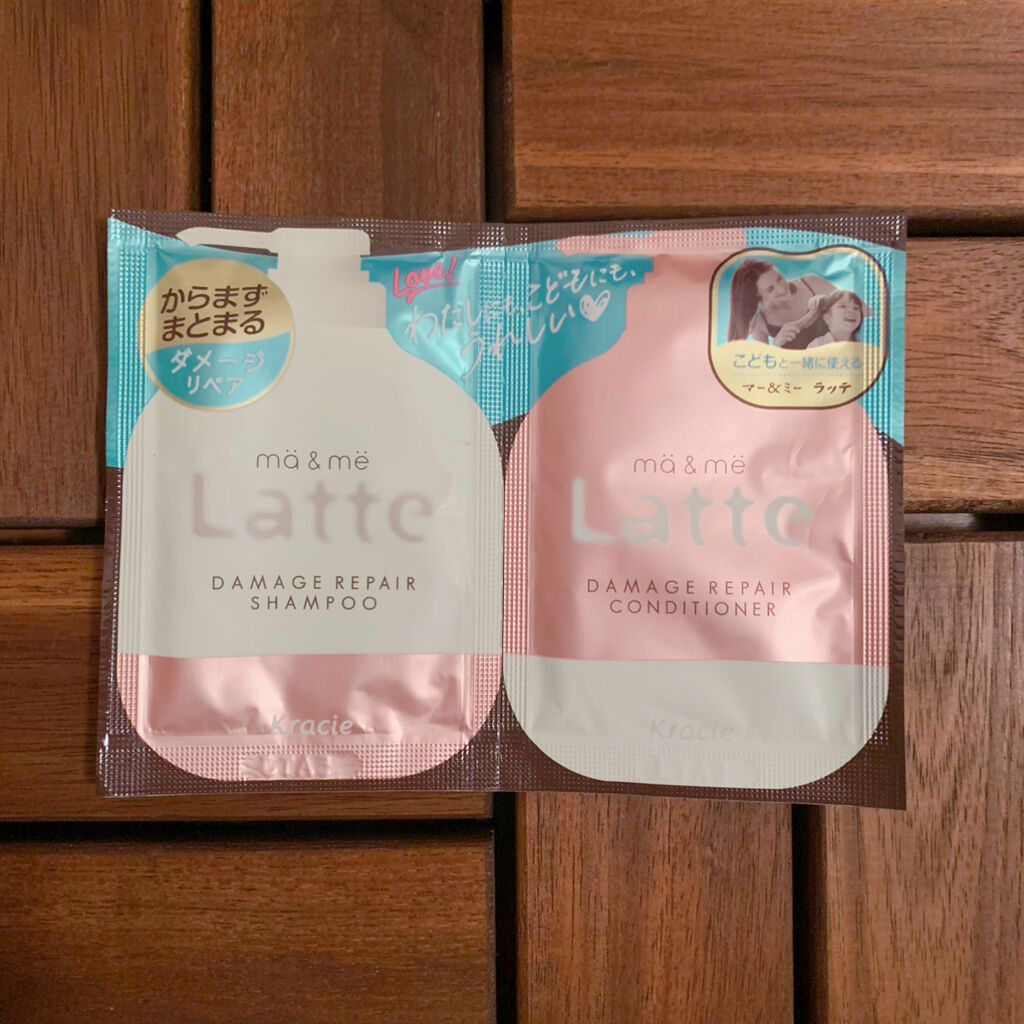 からまず
まとまる
ダメージ
リペア
Love!
わたしにも、こどもにも、
うれしい
こどもと一緒に使える
マー&ミー ラッテ
mä & më
Latte
DAMAGE REPAIR
SHAMPOO
Kracie
mä & më
Latte
DAMAGE REPAIR
CONDITIONER
Kracie